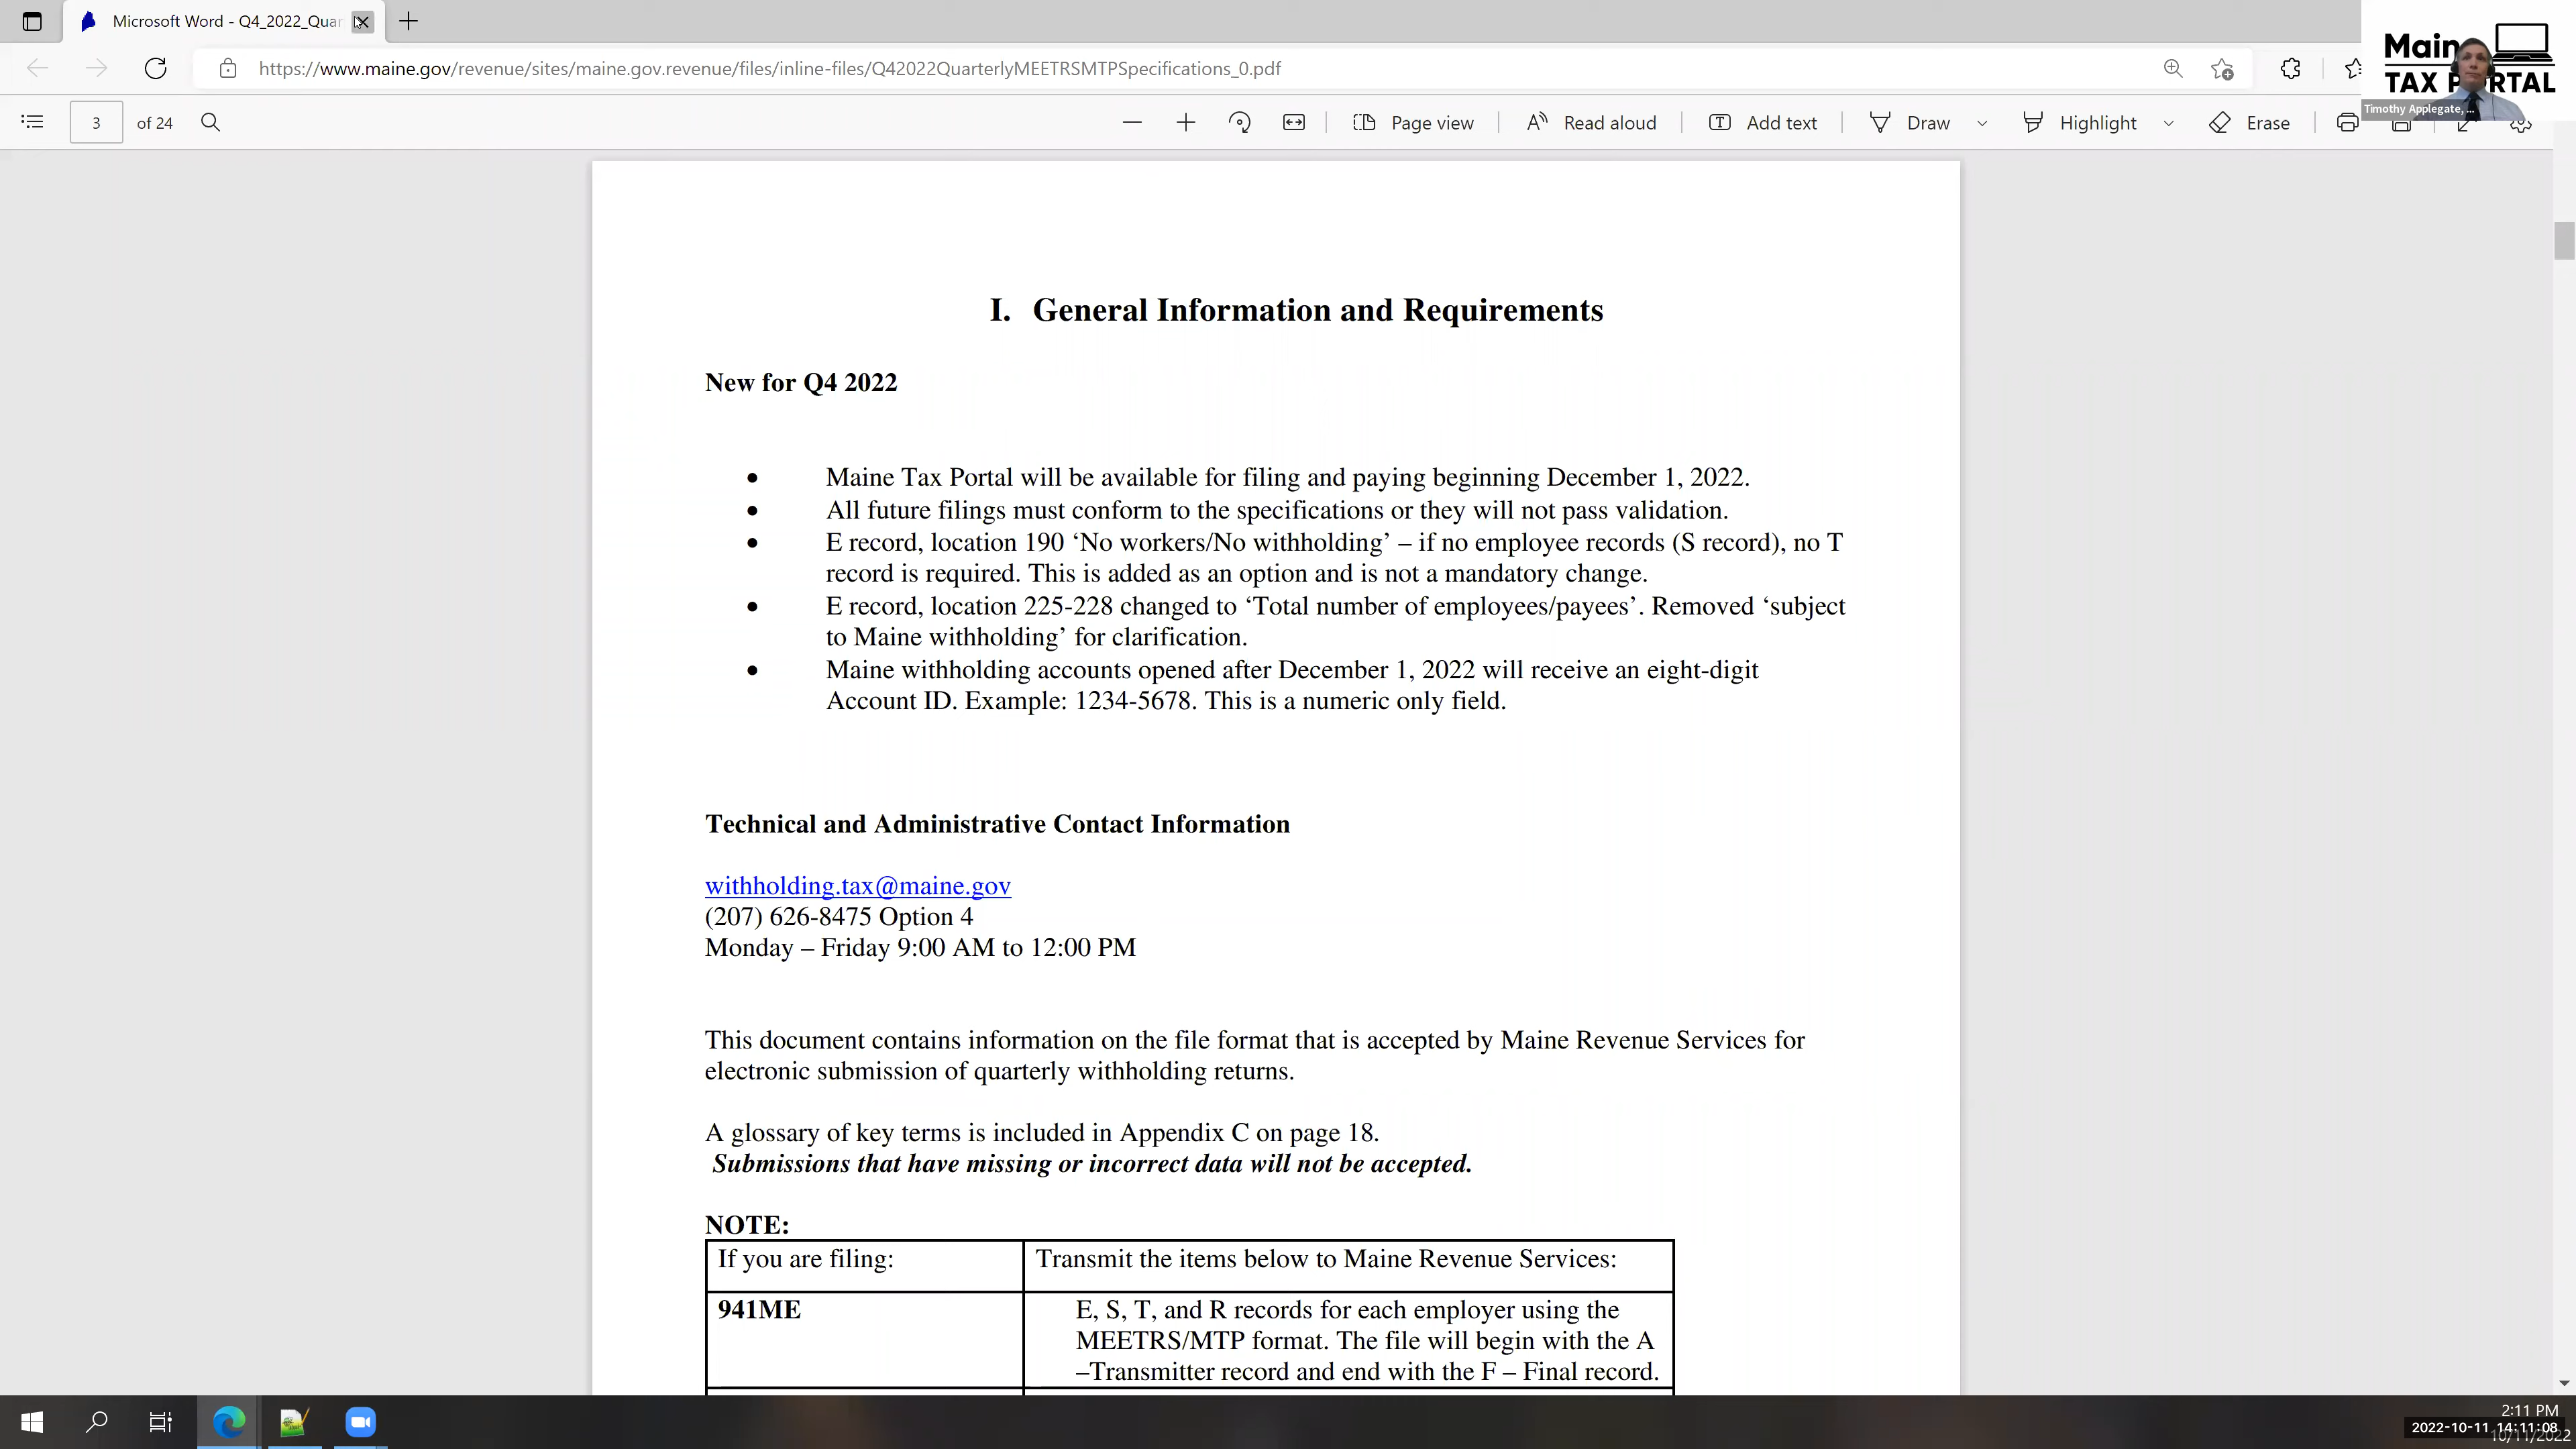 Microsoft Word - Q4_2022_Quar
https://www.maine.gov/revenue/sites/maine.gov.revenue/files/inline-files/Q42022QuarterlyMEETRSMTPSpecifications_0.pdf
TAX PORTAL
Timothy Applegate, ...
3 of 24
Page view
Read aloud
Add text
Draw
Highlight
Erase
I. General Information and Requirements
New for Q4 2022
• Maine Tax Portal will be available for filing and paying beginning December 1, 2022.
• All future filings must conform to the specifications or they will not pass validation.
• E record, location 190 ‘No workers/No withholding’ – if no employee records (S record), no T
record is required. This is added as an option and is not a mandatory change.
• E record, location 225-228 changed to ‘Total number of employees/payees’. Removed ‘subject
to Maine withholding’ for clarification.
• Maine withholding accounts opened after December 1, 2022 will receive an eight-digit
Account ID. Example: 1234-5678. This is a numeric only field.
Technical and Administrative Contact Information
withholding.tax@maine.gov
(207) 626-8475 Option 4
Monday – Friday 9:00 AM to 12:00 PM
This document contains information on the file format that is accepted by Maine Revenue Services for
electronic submission of quarterly withholding returns.
A glossary of key terms is included in Appendix C on page 18.
Submissions that have missing or incorrect data will not be accepted.
NOTE:
If you are filing:
Transmit the items below to Maine Revenue Services:
941ME
E, S, T, and R records for each employer using the
MEETRS/MTP format. The file will begin with the A
–Transmitter record and end with the F – Final record.
2:11 PM
2022-10-11 14:11:08
10/11/2022